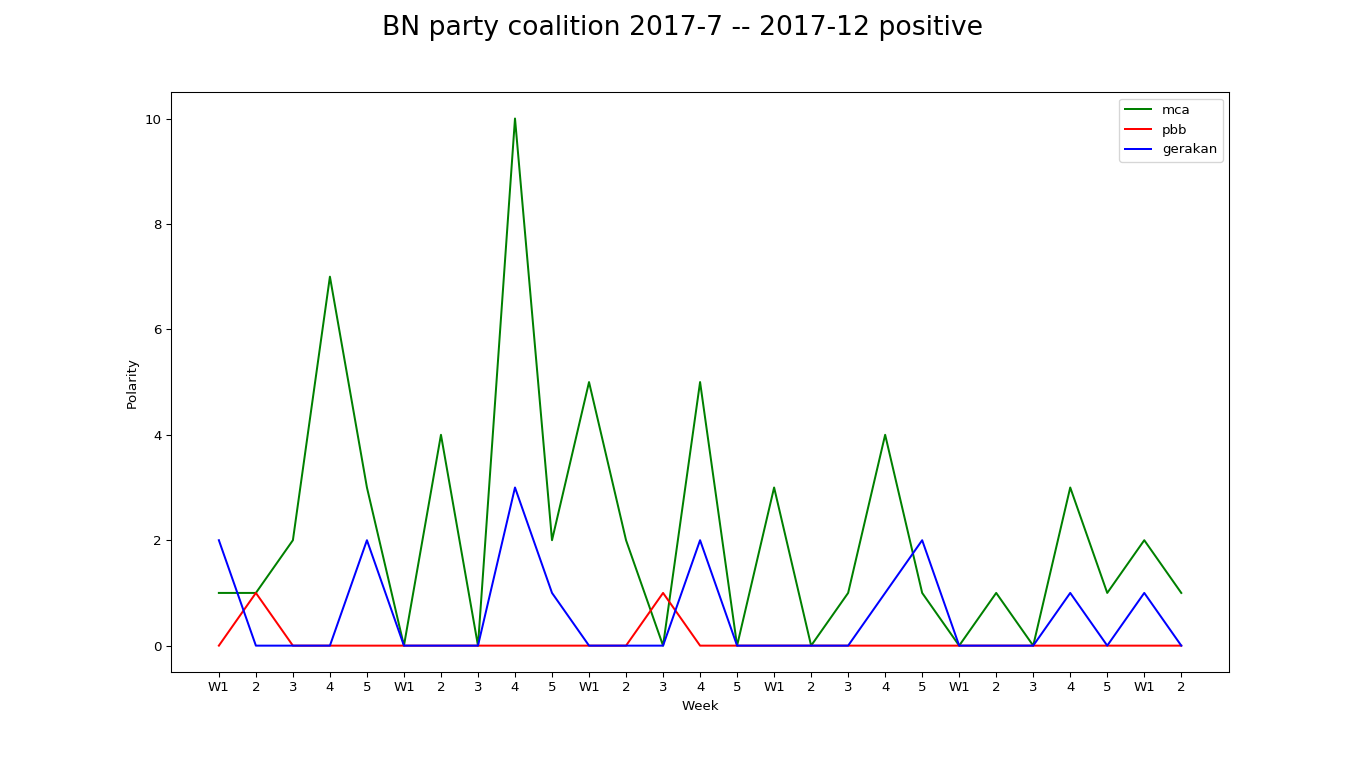 BN party coalition 2017-7 -- 2017-12 positive
mca
pbb
gerakan
10
8
6
4
2
0
Polarity
W1 2 3 4 5 W1 2 3 4 5 W1 2 3 4 5 W1 2 3 4 5 W1 2 3 4 5 W1 2
Week